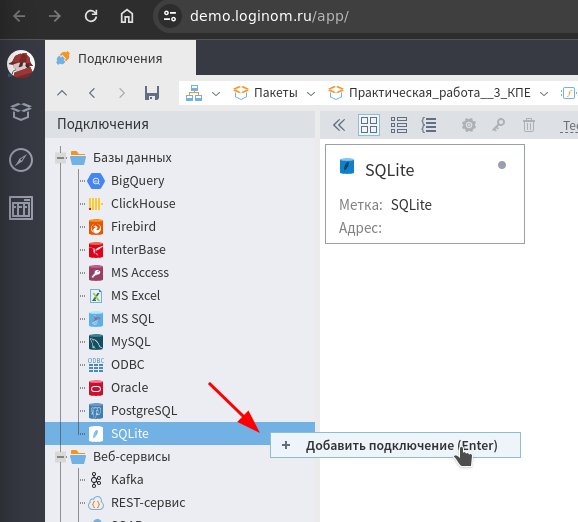 demo.loginom.ru/app/
Подключения
Пакеты
Практическая_работа__3_КПЕ
Подключения
Базы данных
BigQuery
ClickHouse
Firebird
InterBase
MS Access
MS Excel
MS SQL
MySQL
ODBC
ODBC
Oracle
PostgreSQL
SQLite
+ Добавить подключение (Enter)
Веб-сервисы
Kafka
REST-сервис
SQLite
Метка: SQLite
Адрес: